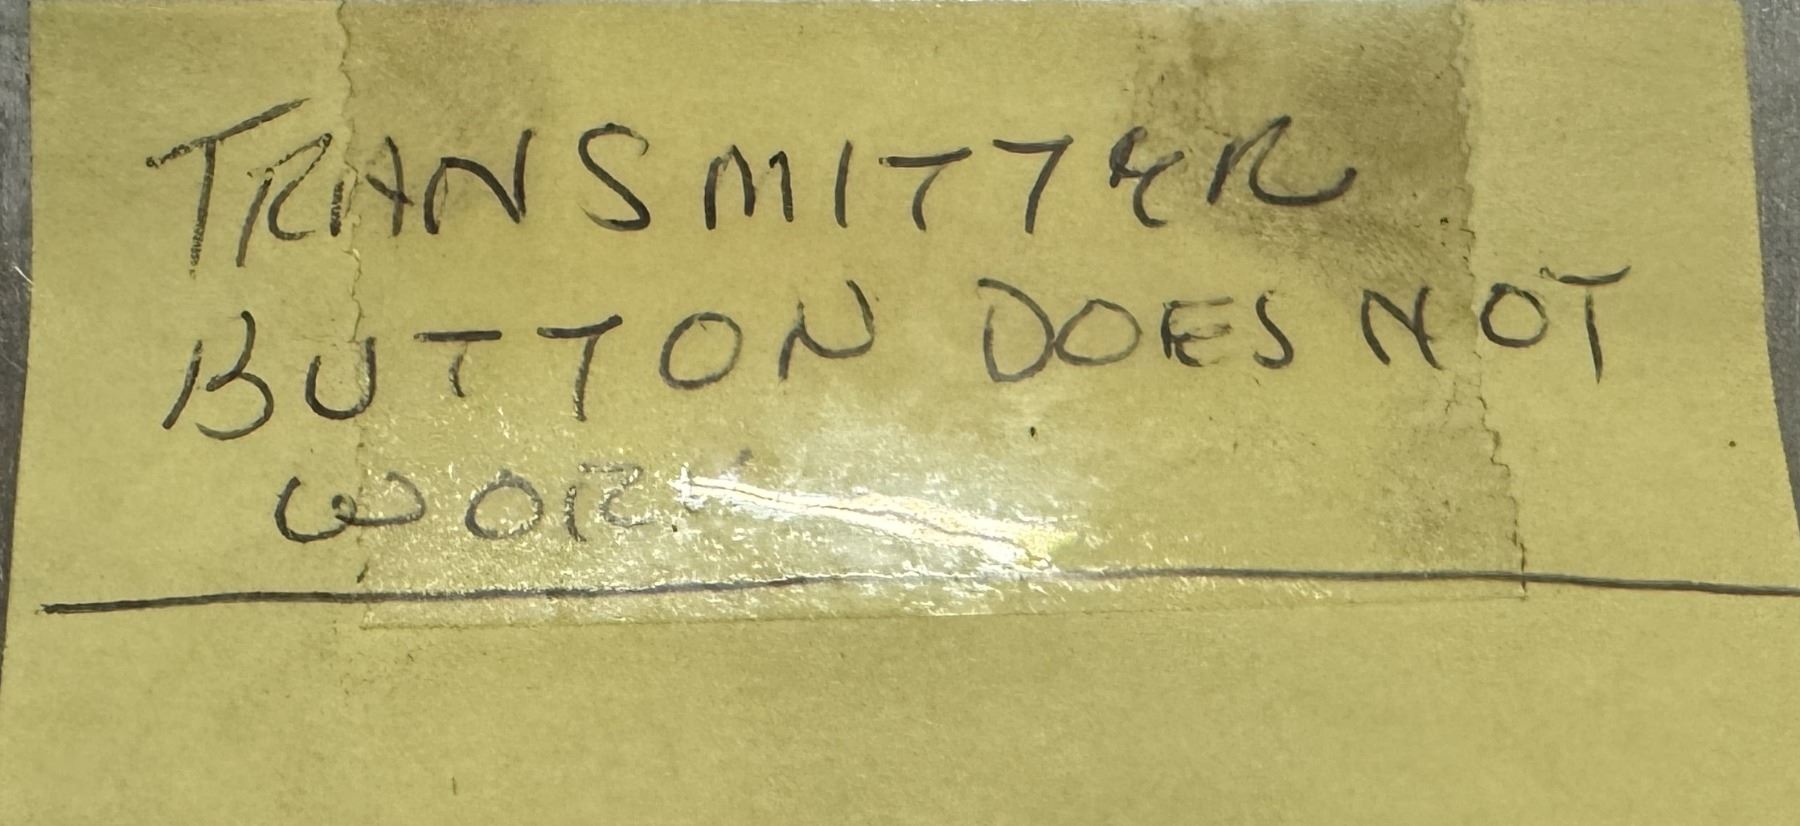 TRANSMITTER
BUTTON DOES NOT
WORK